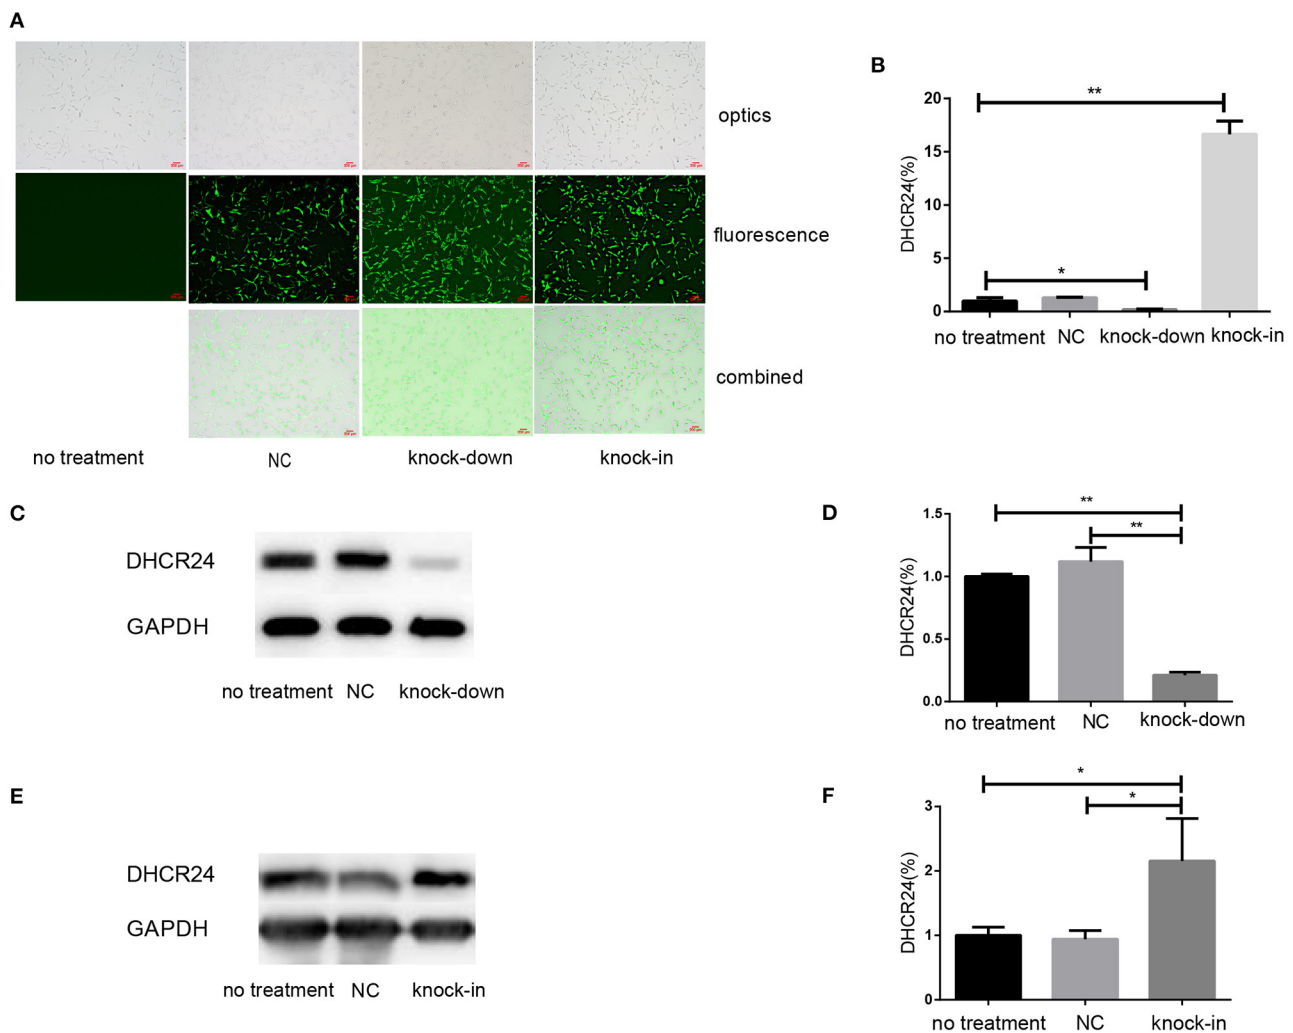 A
optics
fluorescence
combined
no treatment
NC
knock-down
knock-in
B
**
*
DHCR24(%)
20
15
10
5
0
no treatment
NC
knock-down
knock-in
C
DHCR24
GAPDH
no treatment
NC
knock-down
D
**
**
DHCR24(%)
1.5
1.0
0.5
0.0
no treatment
NC
knock-down
E
DHCR24
GAPDH
no treatment
NC
knock-in
F
*
*
DHCR24(%)
3
2
1
0
no treatment
NC
knock-in